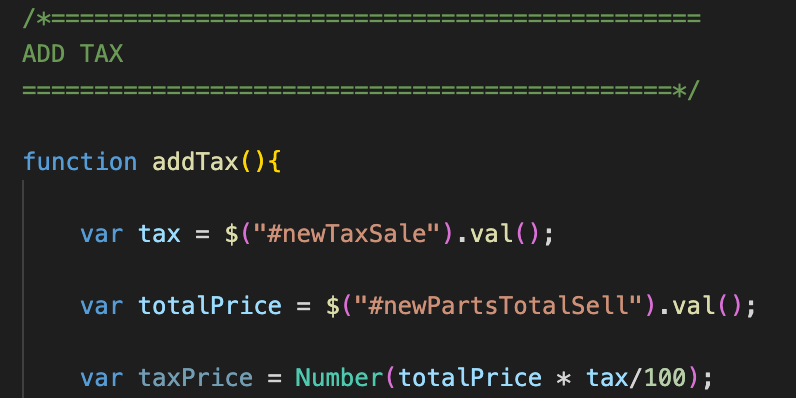 /*=============================================
ADD TAX
=============================================*/
function addTax(){
var tax = $("#newTaxSale").val();
var totalPrice = $("#newPartsTotalSell").val();
var taxPrice = Number(totalPrice * tax/100);